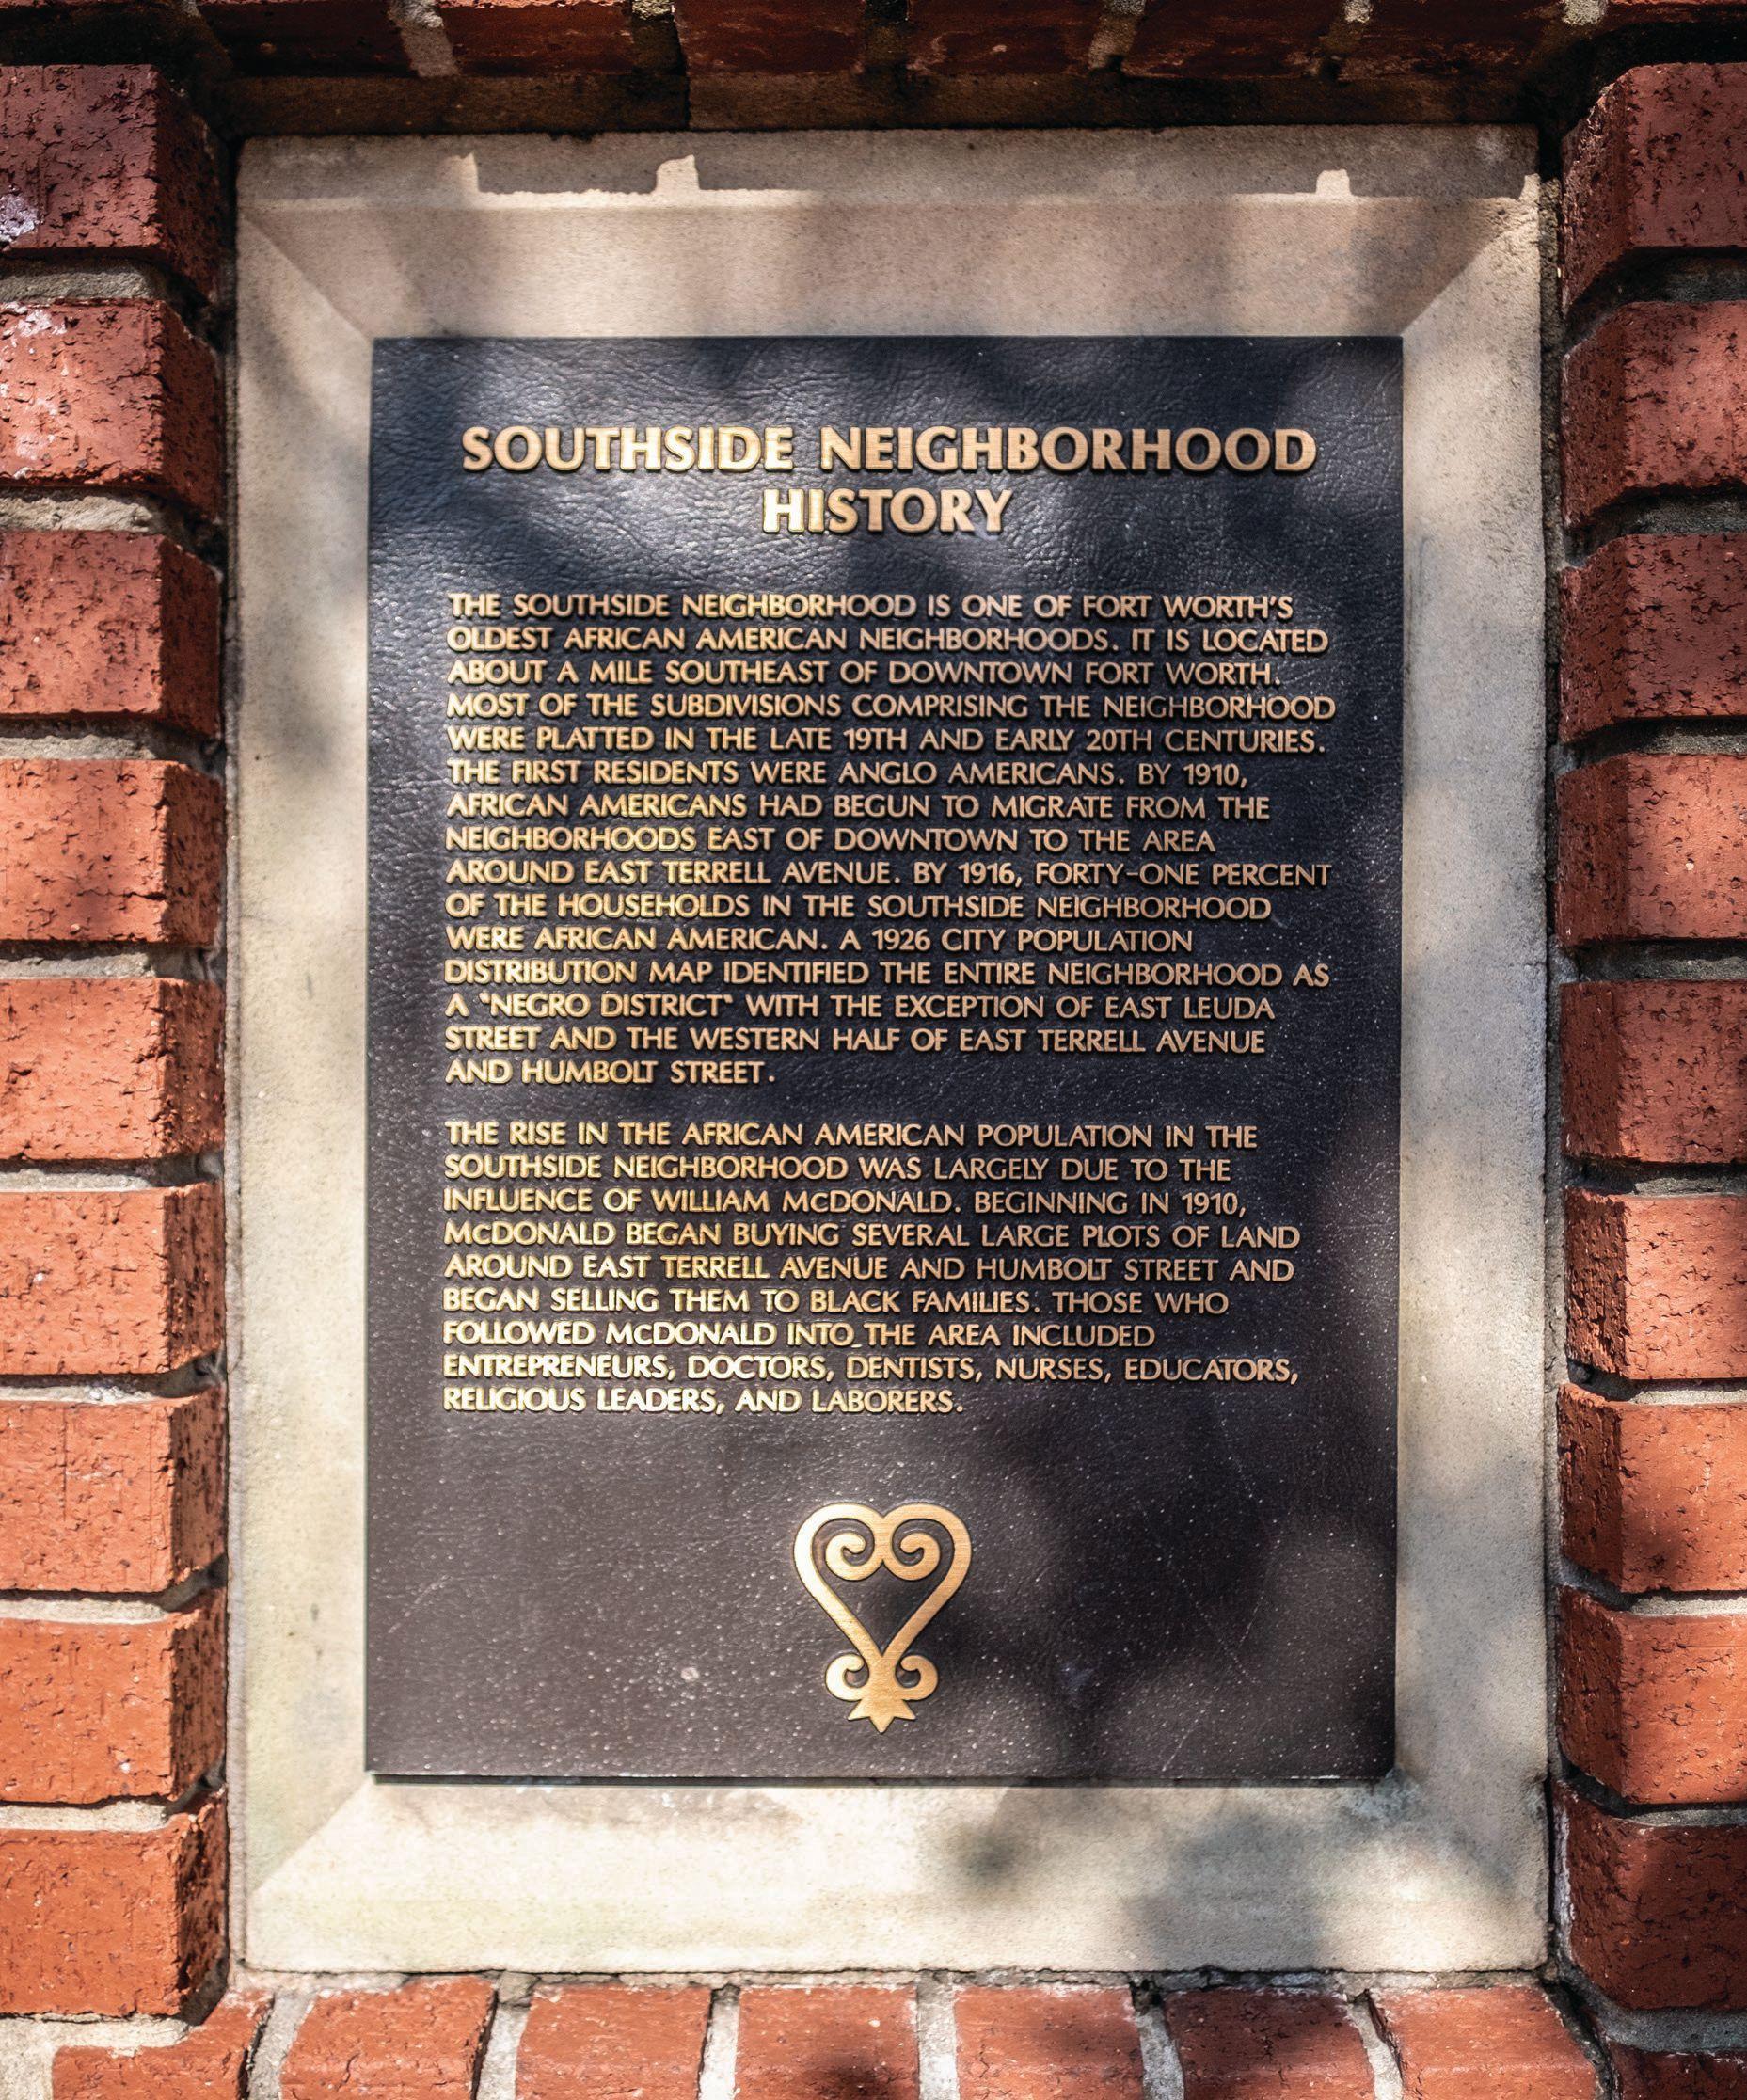 SOUTHSIDE NEIGHBORHOOD
HISTORY
THE SOUTHSIDE NEIGHBORHOOD IS ONE OF FORT WORTH'S
OLDEST AFRICAN AMERICAN NEIGHBORHOODS. IT IS LOCATED
ABOUT A MILE SOUTHEAST OF DOWNTOWN FORT WORTH.
MOST OF THE SUBDIVISIONS COMPRISING THE NEIGHBORHOOD
WERE PLATTED IN THE LATE 19TH AND EARLY 20TH CENTURIES.
THE FIRST RESIDENTS WERE ANGLO AMERICANS. BY 1910,
AFRICAN AMERICANS HAD BEGUN TO MIGRATE FROM THE
NEIGHBORHOODS EAST OF DOWNTOWN TO THE AREA
AROUND EAST TERRELL AVENUE. BY 1916, FORTY-ONE PERCENT
OF THE HOUSEHOLDS IN THE SOUTHSIDE NEIGHBORHOOD
WERE AFRICAN AMERICAN. A 1926 CITY POPULATION
DISTRIBUTION MAP IDENTIFIED THE ENTIRE NEIGHBORHOOD AS
A "NEGRO DISTRICT" WITH THE EXCEPTION OF EAST LEUDA
STREET AND THE WESTERN HALF OF EAST TERRELL AVENUE
AND HUMBOLT STREET.
THE RISE IN THE AFRICAN AMERICAN POPULATION IN THE
SOUTHSIDE NEIGHBORHOOD WAS LARGELY DUE TO THE
INFLUENCE OF WILLIAM McDONALD. BEGINNING IN 1910,
McDONALD BEGAN BUYING SEVERAL LARGE PLOTS OF LAND
AROUND EAST TERRELL AVENUE AND HUMBOLT STREET AND
BEGAN SELLING THEM TO BLACK FAMILIES. THOSE WHO
FOLLOWED McDONALD INTO THE AREA INCLUDED
ENTREPRENEURS, DOCTORS, DENTISTS, NURSES, EDUCATORS,
RELIGIOUS LEADERS, AND LABORERS.